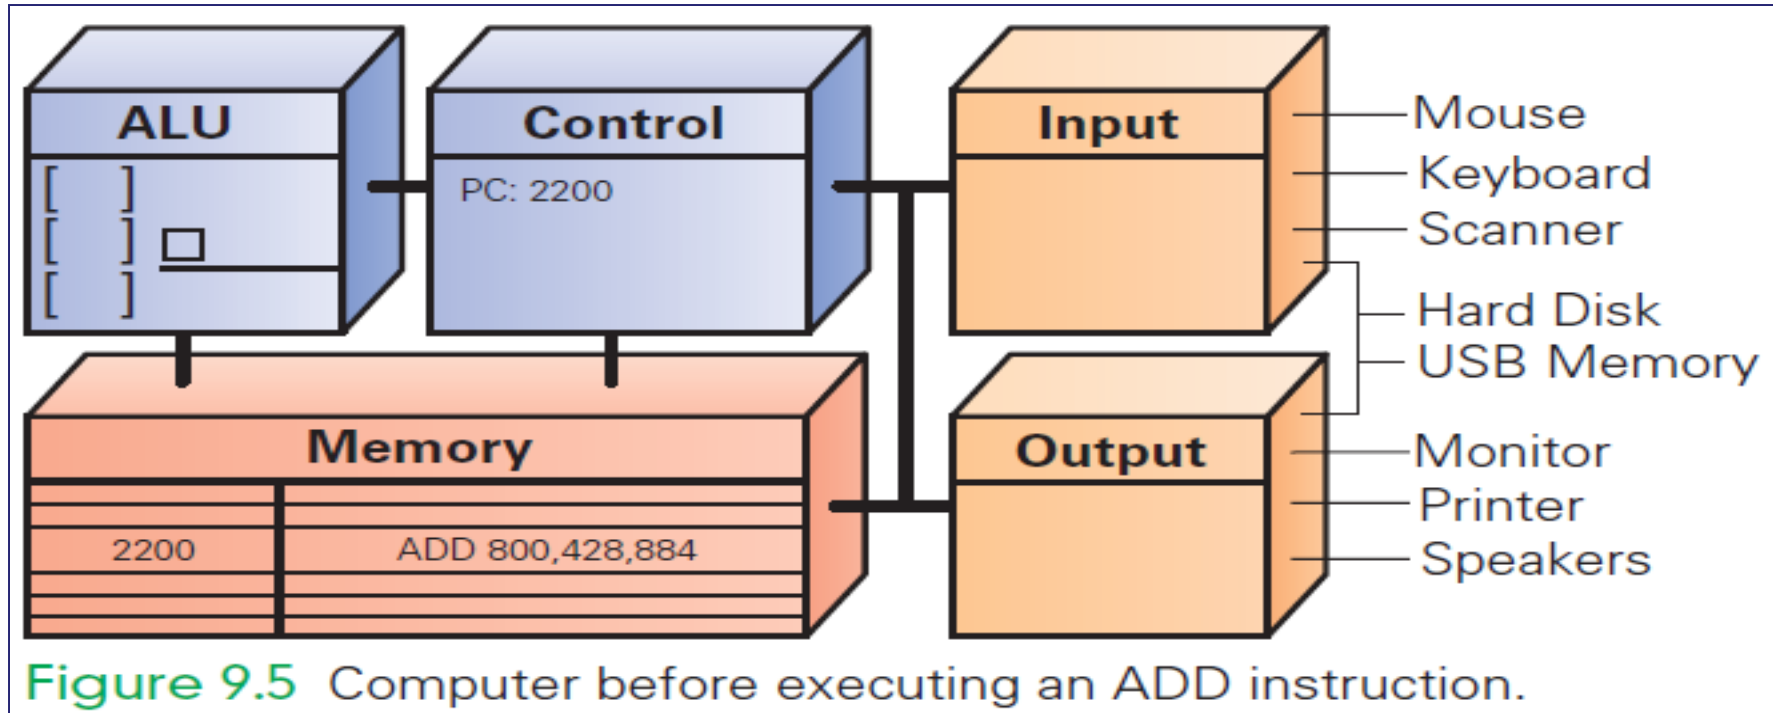 ALU
[ ]
[ ]
[ ]
Control
PC: 2200
Input
Mouse
Keyboard
Scanner
Hard Disk
USB Memory
Memory
2200 ADD 800,428,884
Output
Monitor
Printer
Speakers
Figure 9.5 Computer before executing an ADD instruction.